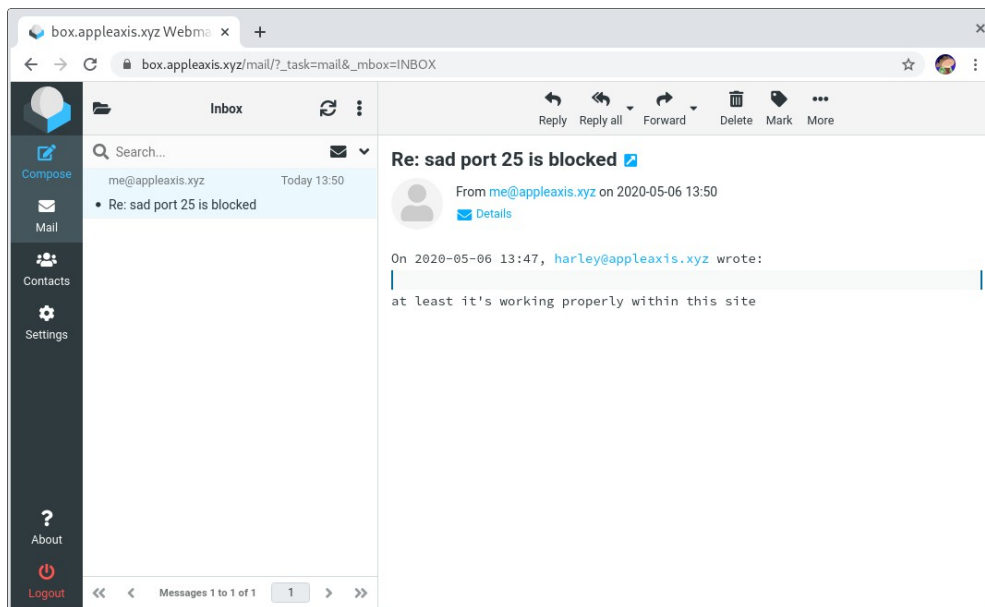 box.appleaxis.xyz Webma
box.appleaxis.xyz/mail/?_task=mail&_mbox=INBOX
Inbox
Reply
Reply all
Forward
Delete
Mark
More
Compose
Mail
Contacts
Settings
About
Logout
Search...
me@appleaxis.xyz Today 13:50
• Re: sad port 25 is blocked
Messages 1 to 1 of 1 1
Re: sad port 25 is blocked
From me@appleaxis.xyz on 2020-05-06 13:50
Details
On 2020-05-06 13:47, harley@appleaxis.xyz wrote:
at least it's working properly within this site